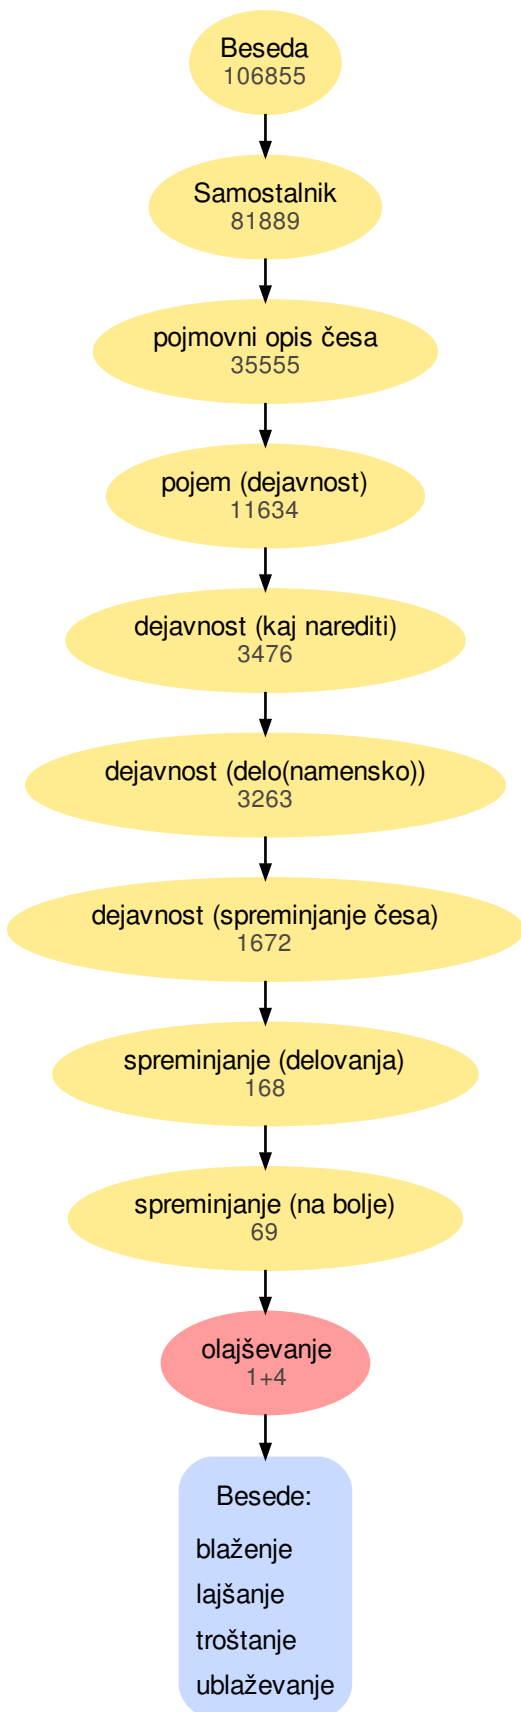 Beseda
106855
Samostalnik
81889
pojmovni opis česa
35555
pojem (dejavnost)
11634
dejavnost (kaj narediti)
3476
dejavnost (delo(namensko))
3263
dejavnost (spreminjanje česa)
1672
spreminjanje (delovanja)
168
spreminjanje (na bolje)
69
olajševanje
1+4
Besede:
blaženje
lajšanje
troštanje
ublaževanje